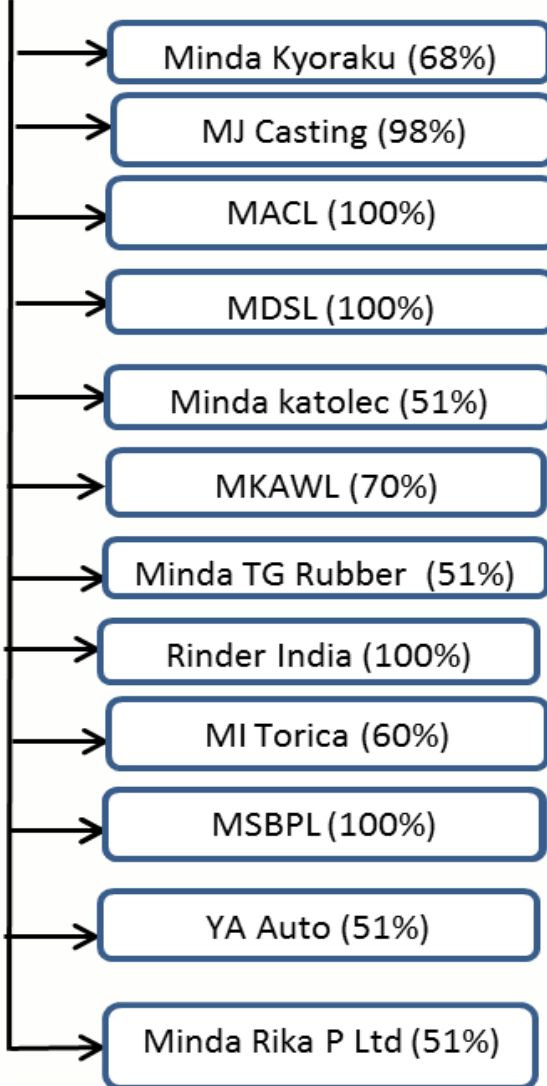 Minda Kyoraku (68%)
MJ Casting (98%)
MACL (100%)
MDSL (100%)
Minda katolec (51%)
MKAWL (70%)
Minda TG Rubber (51%)
Rinder India (100%)
MI Torica (60%)
MSBPL (100%)
YA Auto (51%)
Minda Rika P Ltd (51%)